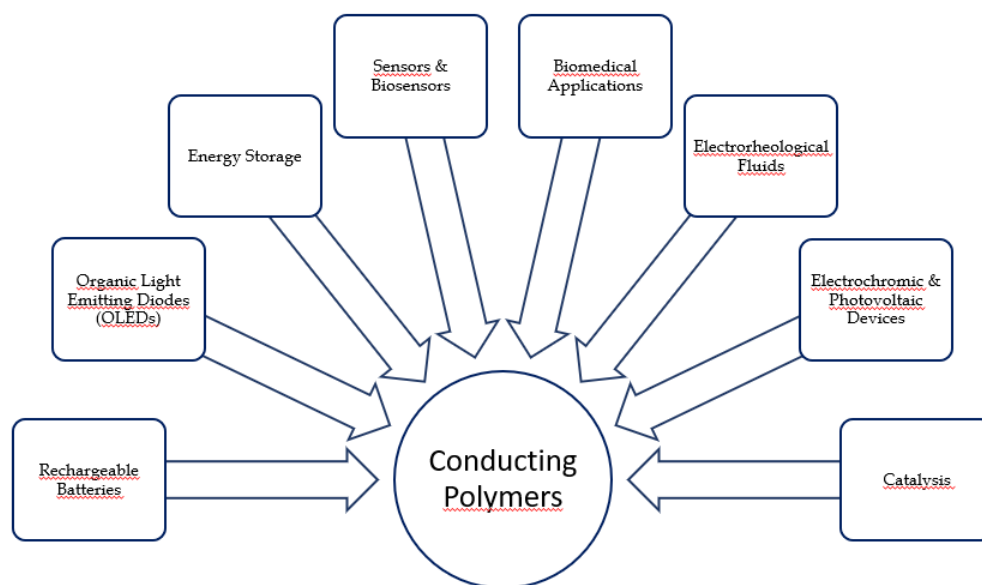 Sensors &
Biosensors
Biomedical
Applications
Energy Storage
Electrorheological
Fluids
Organic Light
Emitting Diodes
(OLEDs)
Electrochromic &
Photovoltaic
Devices
Rechargeable
Batteries
Conducting
Polymers
Catalysis